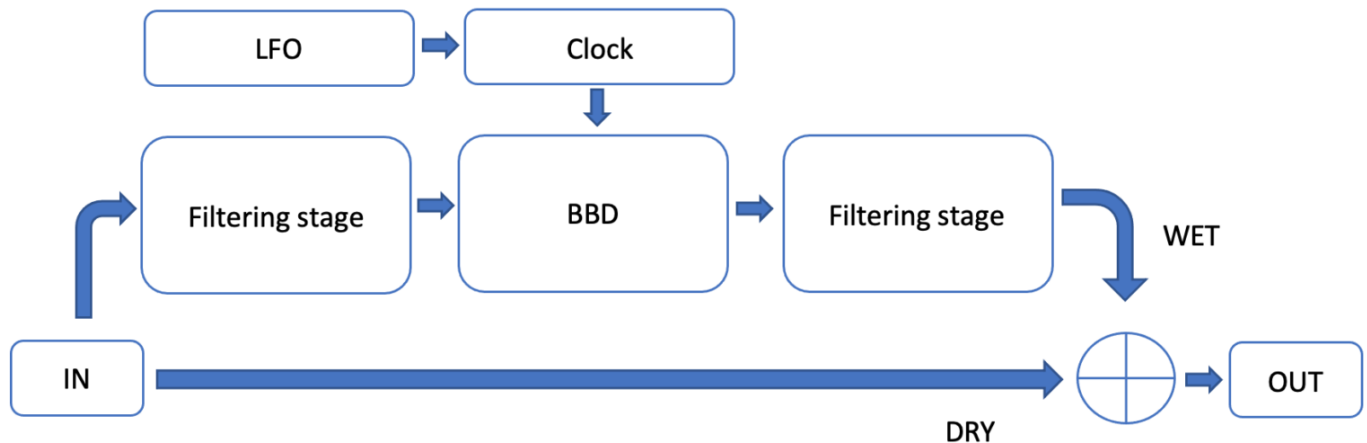 LFO
Clock
Filtering stage
BBD
Filtering stage
WET
IN
OUT
DRY